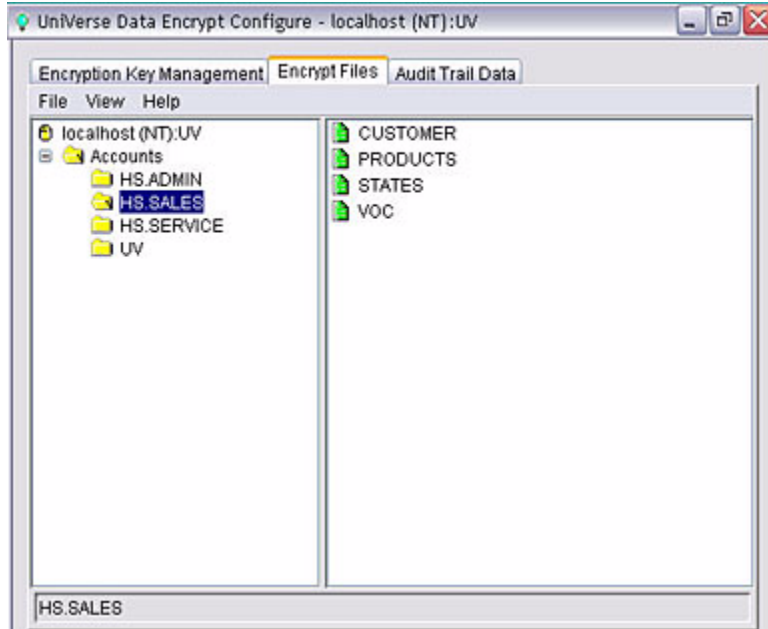 UniVerse Data Encrypt Configure - localhost (NT):UV
Encryption Key Management Encrypt Files Audit Trail Data
File View Help
localhost (NT):UV
Accounts
HS.ADMIN
HS.SALES
HS.SERVICE
UV
CUSTOMER
PRODUCTS
STATES
VOC
HS.SALES